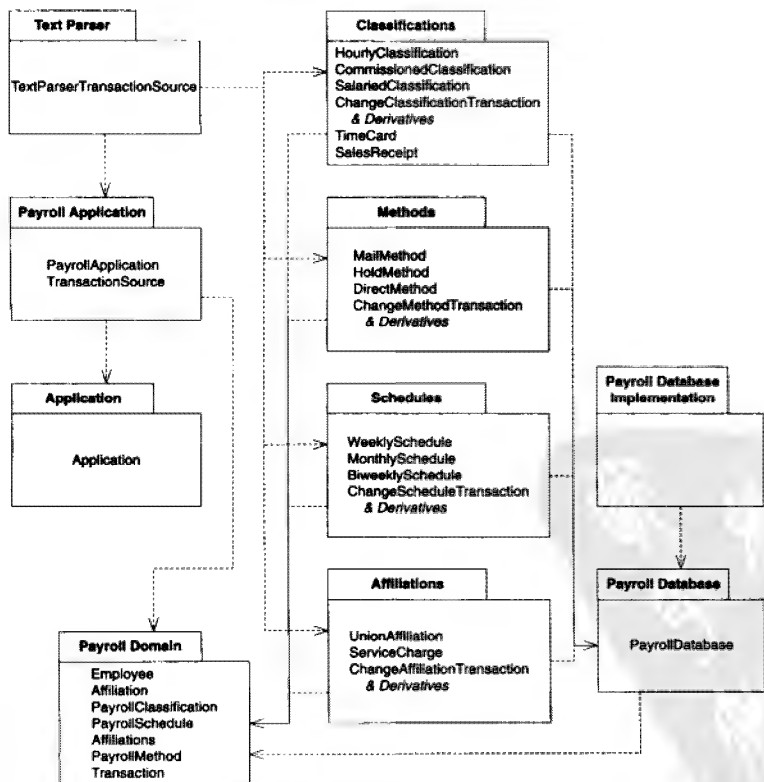 Text Parser
TextParserTransactionSource
Payroll Application
PayrollApplication
TransactionSource
Application
Application
Payroll Domain
Employee
Affiliation
PayrollClassification
PayrollSchedule
Affiliations
PayrollMethod
Transaction
Classifications
HourlyClassification
CommissionedClassification
SalariedClassification
ChangeClassificationTransaction
& Derivatives
TimeCard
SalesReceipt
Methods
MailMethod
HoldMethod
DirectMethod
ChangeMethodTransaction
& Derivatives
Schedules
WeeklySchedule
MonthlySchedule
BiweeklySchedule
ChangeScheduleTransaction
& Derivatives
Affiliations
UnionAffiliation
ServiceCharge
ChangeAffiliationTransaction
& Derivatives
Payroll Database
Implementation
Payroll Database
PayrollDatabase